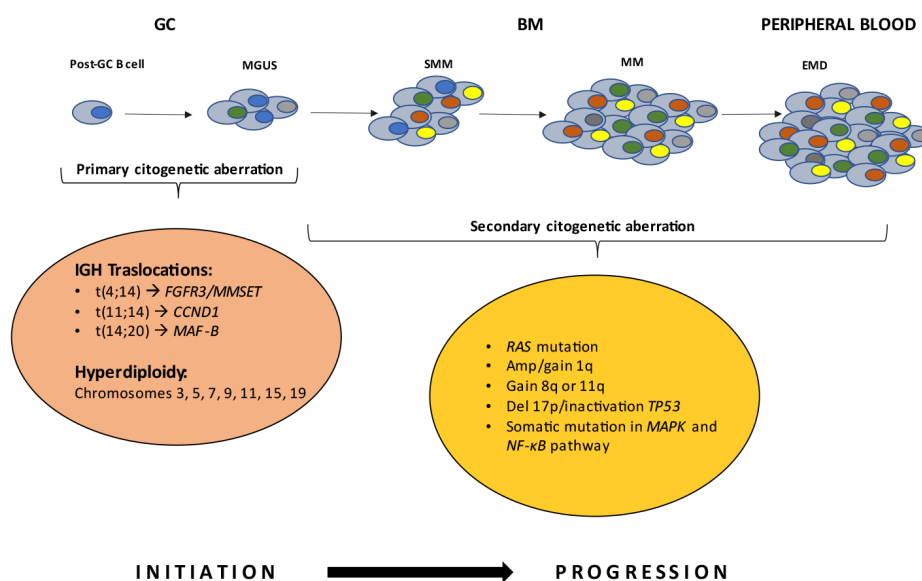 GC
BM
PERIPHERAL BLOOD
Post-GC B cell
MGUS
SMM
MM
EMD
Primary citogenetic aberration
Secondary citogenetic aberration
IGH Traslocations:
• t(4;14) → FGFR3/MMSET
• t(11;14) → CCND1
• t(14;20) → MAF-B
Hyperdiploidy:
Chromosomes 3, 5, 7, 9, 11, 15, 19
• RAS mutation
• Amp/gain 1q
• Gain 8q or 11q
• Del 17p/inactivation TP53
• Somatic mutation in MAPK and
NF-κB pathway
INITIATION
PROGRESSION